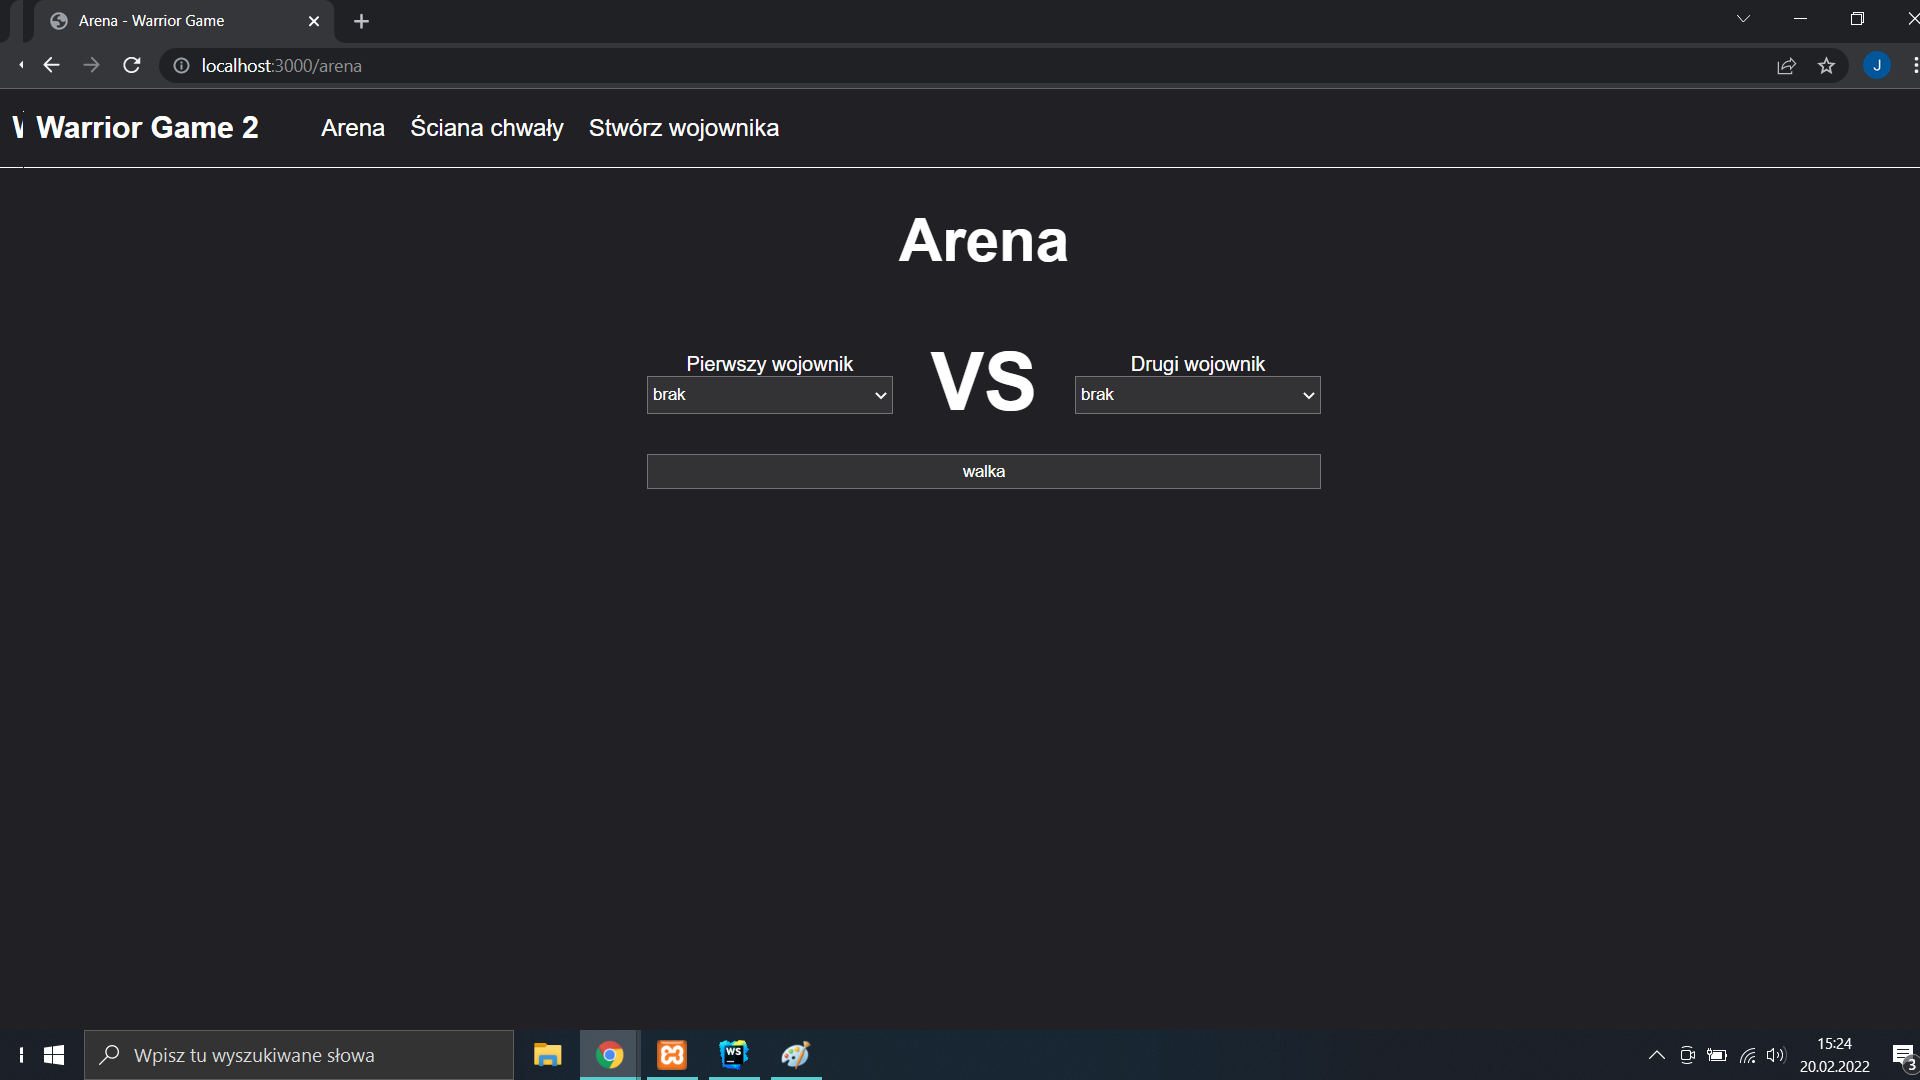 Arena - Warrior Game
localhost:3000/arena
J
Warrior Game 2
Arena
Ściana chwały
Stwórz wojownika
Arena
Pierwszy wojownik
VS
Drugi wojownik
brak
brak
walka
Wpisz tu wyszukiwane słowa
WS
15:24
20.02.2022
3